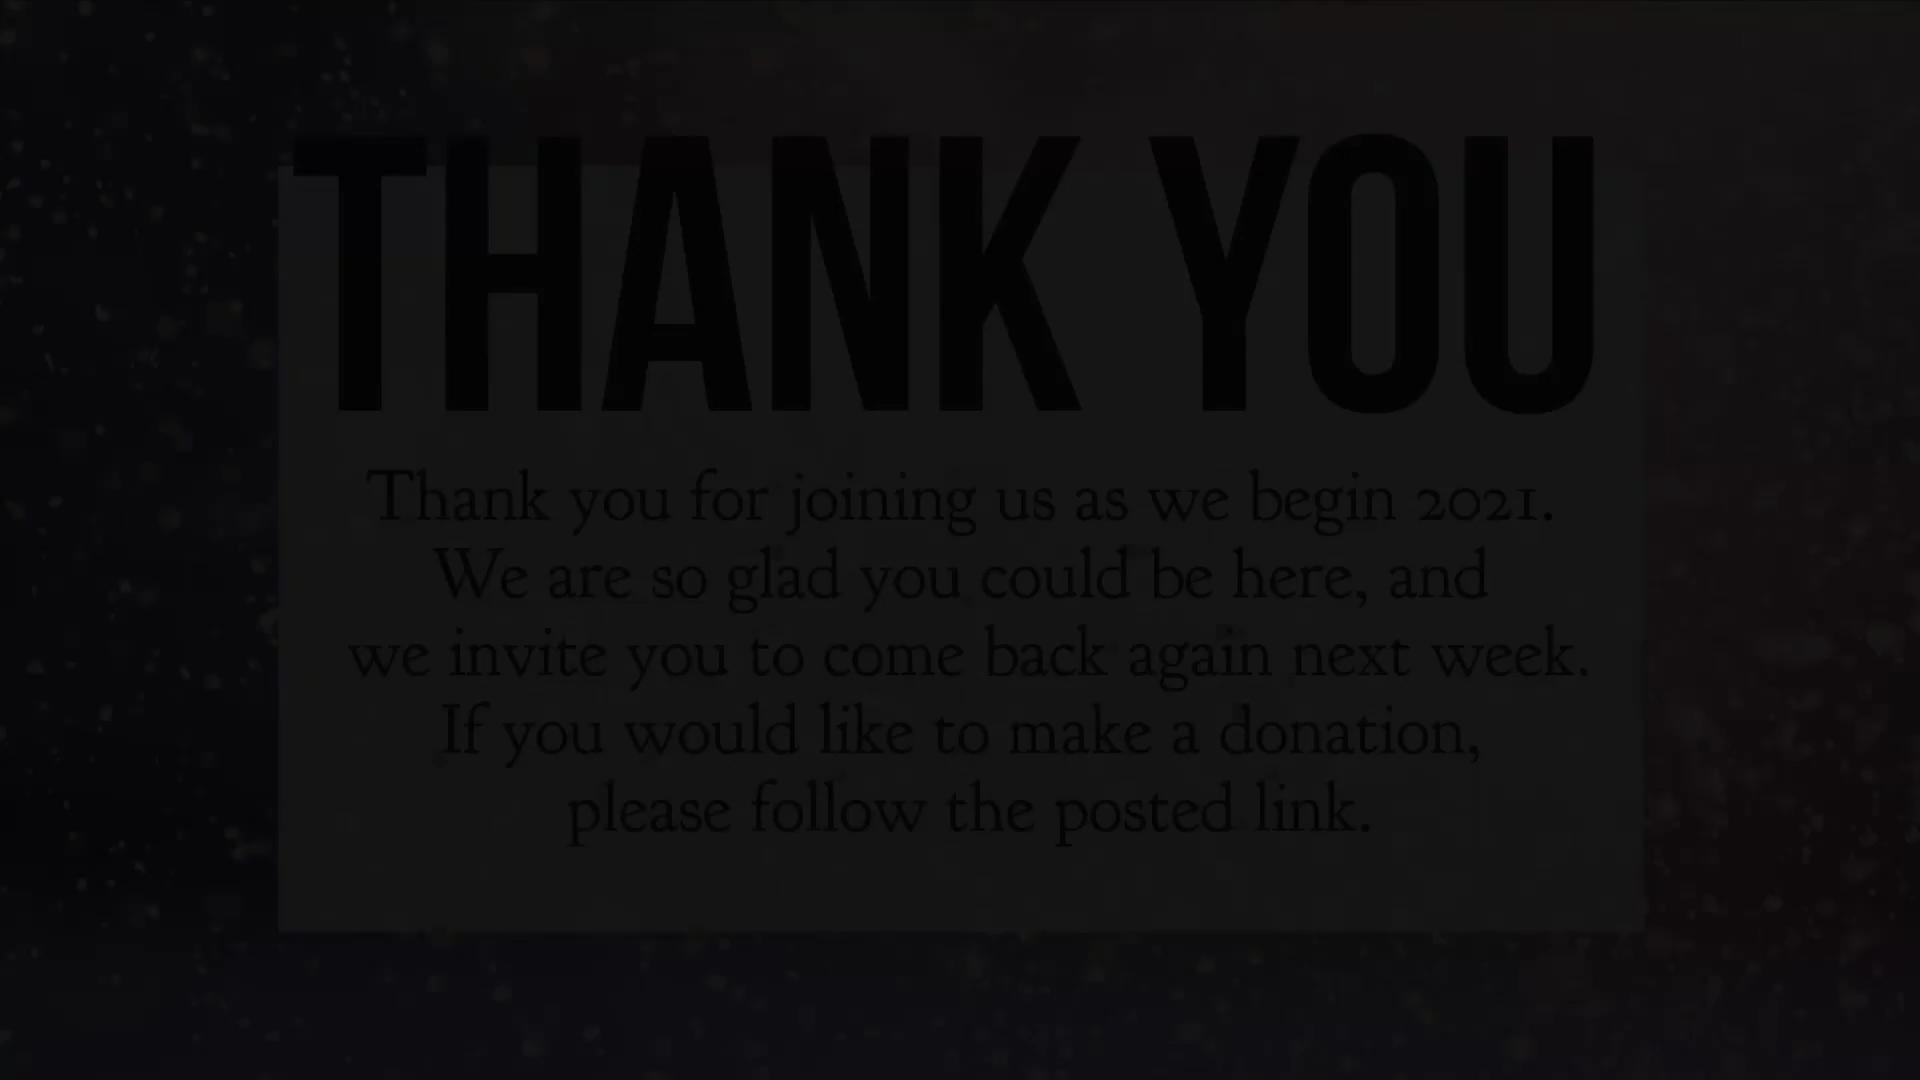 THANK YOU
Thank you for joining us as we begin 2021.
We are so glad you could be here, and
we invite you to come back again next week.
If you would like to make a donation,
please follow the posted link.